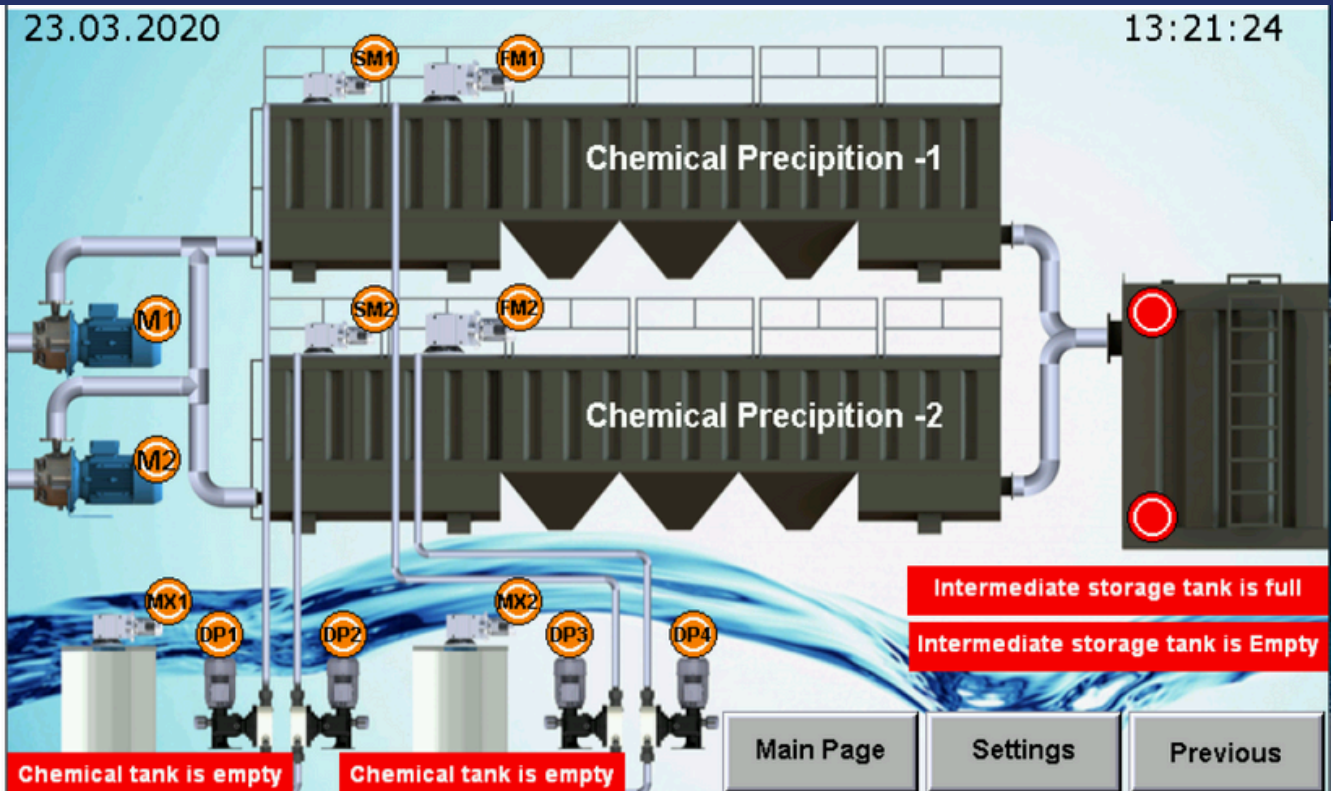 23.03.2020
13:21:24
SM1
FM1
Chemical Precipition -1
SM2
FM2
M1
Chemical Precipition -2
M2
Intermediate storage tank is full
MX1
MX2
DP1
DP2
DP3
DP4
Intermediate storage tank is Empty
Main Page
Settings
Previous
Chemical tank is empty
Chemical tank is empty